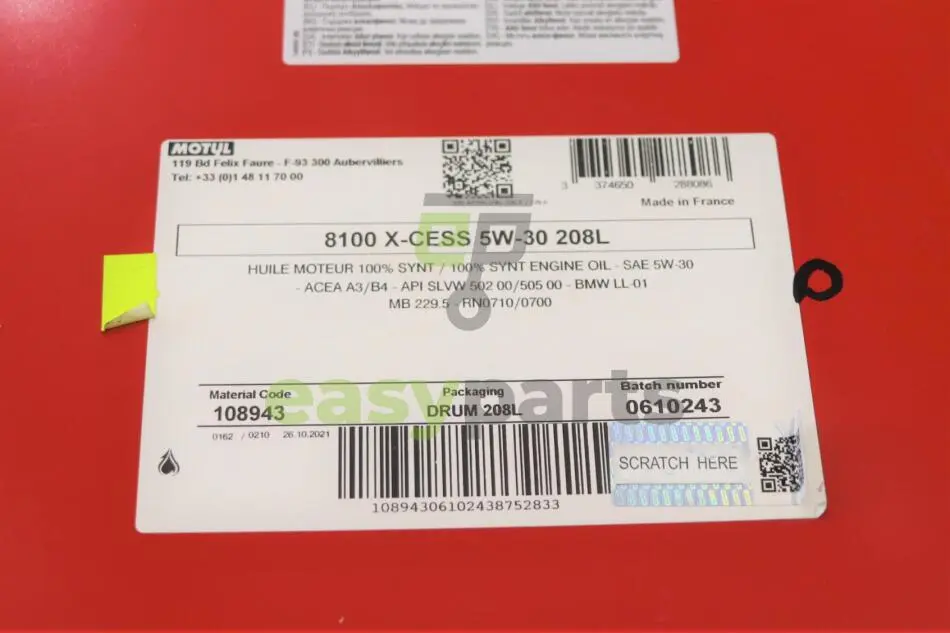 MOTUL
119 Bd Felix Faure - F-93 300 Aubervilliers
Tel: +33 (0)1 48 11 70 00
3 374650 288086
Made in France
8100 X-CESS 5W-30 208L
HUILE MOTEUR 100% SYNT / 100% SYNT ENGINE OIL - SAE 5W-30
- ACEA A3/B4 - API SL VW 502 00/505 00 - BMW LL-01
MB 229.5 - RN0710/0700
easyparts
Material Code Packaging Batch number
108943 DRUM 208L 0610243
0162 / 0210 26.10.2021
SCRATCH HERE
10894306102438752833